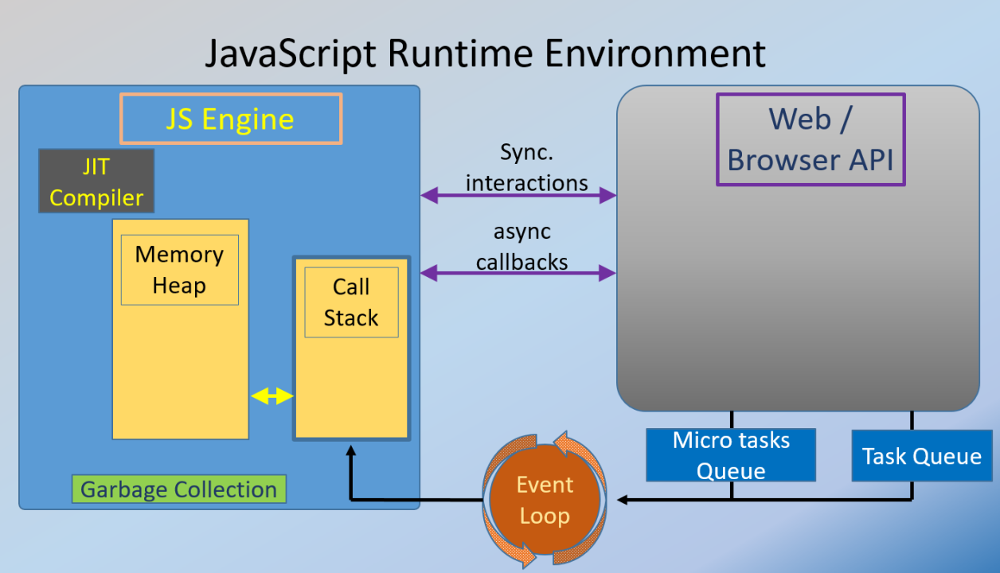 JavaScript Runtime Environment
JS Engine
JIT
Compiler
Memory
Heap
Call
Stack
Garbage Collection
Sync.
interactions
async
callbacks
Web /
Browser API
Micro tasks
Queue
Task Queue
Event
Loop